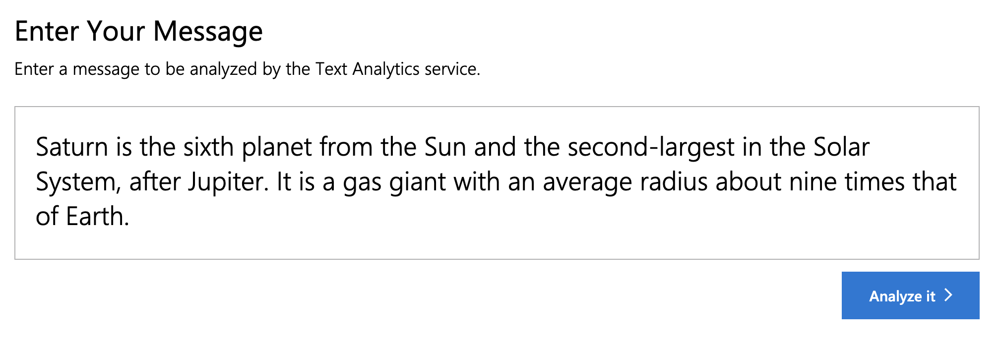 Enter Your Message
Enter a message to be analyzed by the Text Analytics service.
Saturn is the sixth planet from the Sun and the second-largest in the Solar
System, after Jupiter. It is a gas giant with an average radius about nine times that
of Earth.
Analyze it